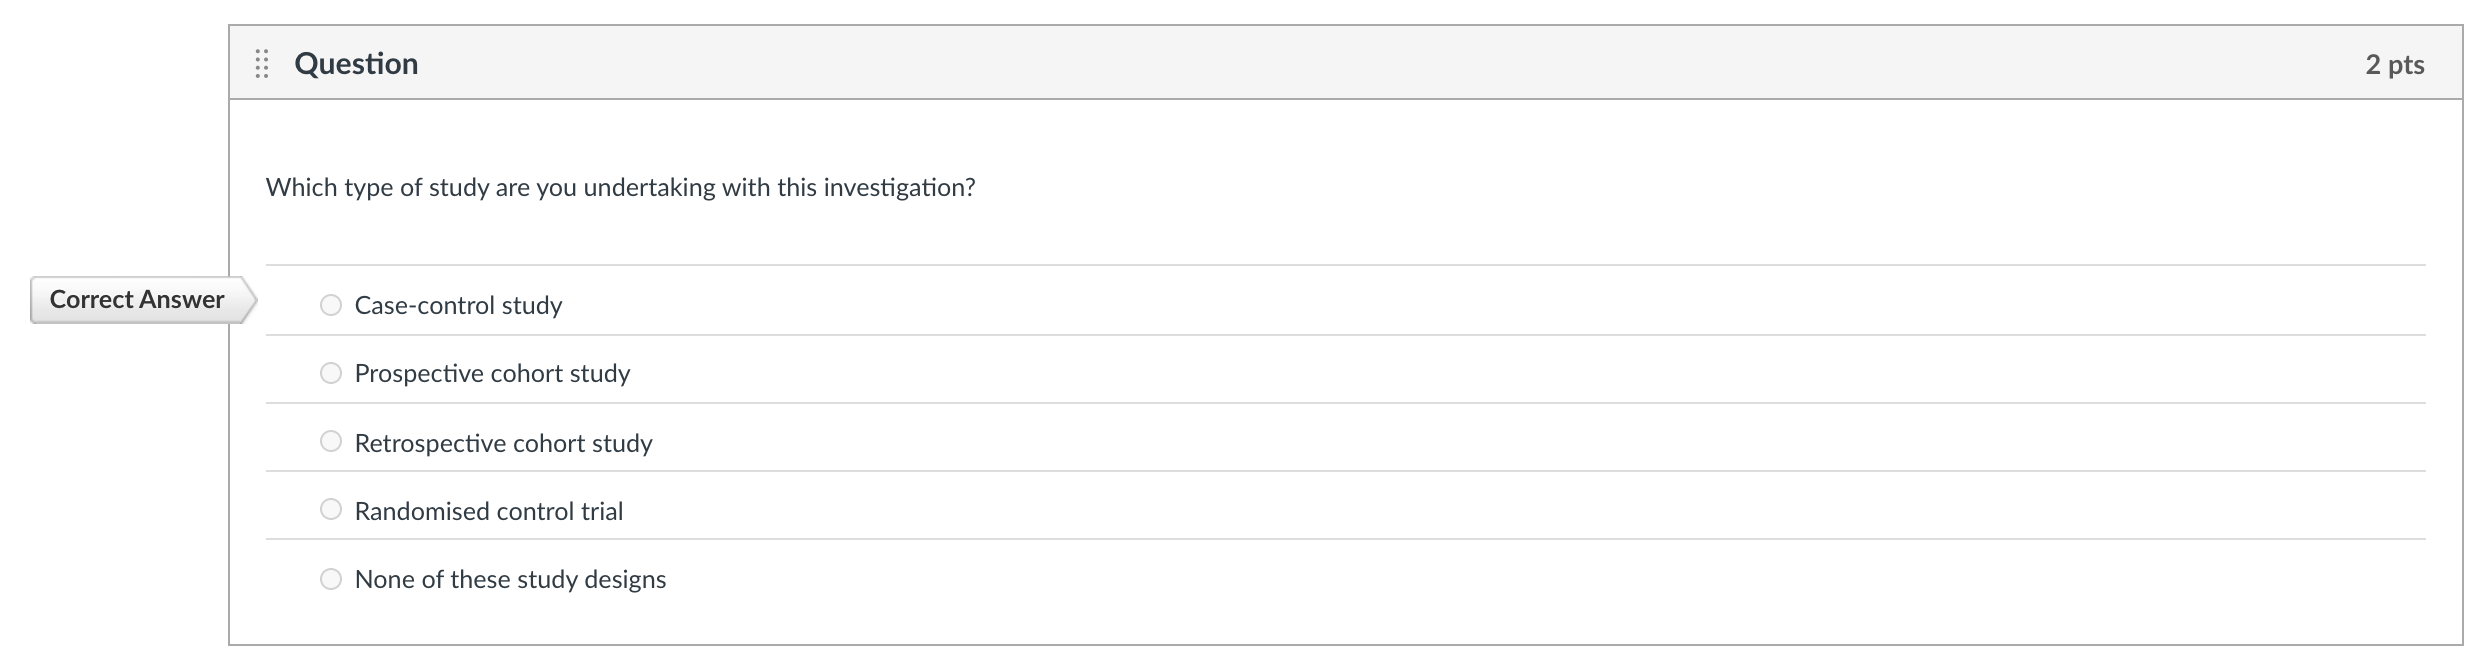 Question
2 pts
Which type of study are you undertaking with this investigation?
Correct Answer
Case-control study
Prospective cohort study
Retrospective cohort study
Randomised control trial
None of these study designs